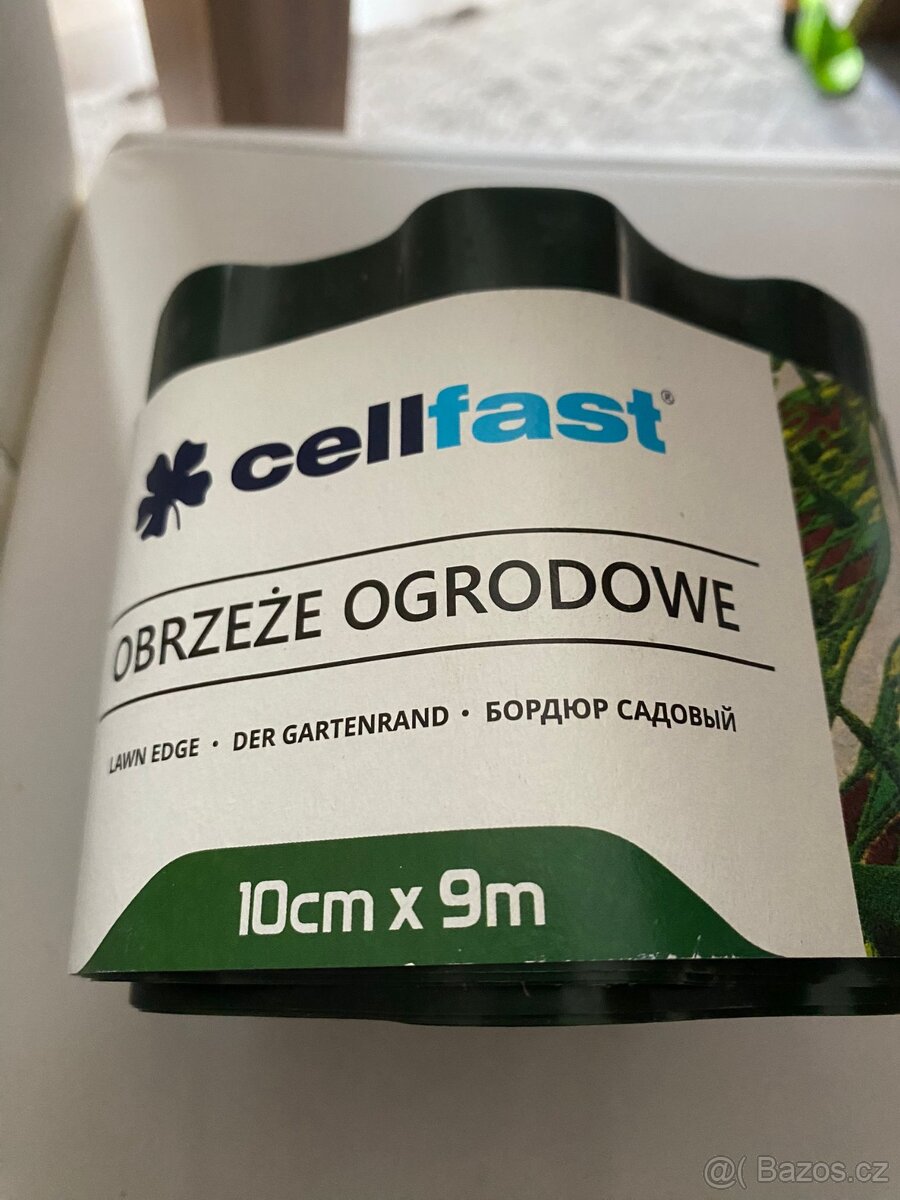 cellfast®
OBRZEŻE OGRODOWE
LAWN EDGE • DER GARTENRAND • БОРДЮР САДОВЫЙ
10cm x 9m
@( Bazos.cz